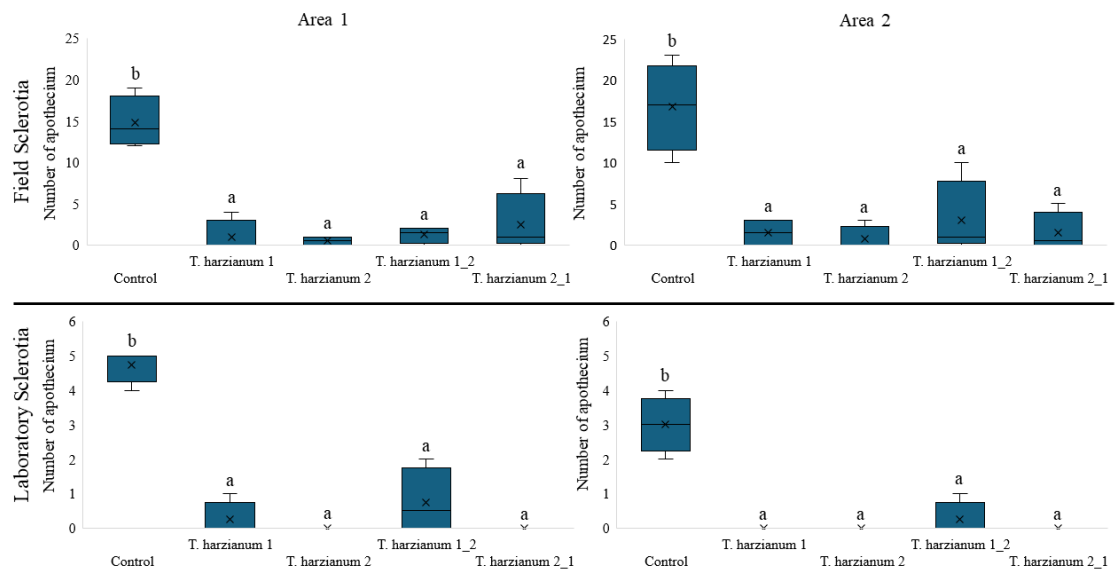 Area 1
Area 2
Field Sclerotia
Number of apothecium
25
20
15
10
5
0
b
a
a
a
a
Control
T. harzianum 1
T. harzianum 2
T. harzianum 1_2
T. harzianum 2_1
Number of apothecium
25
20
15
10
5
0
b
a
a
a
a
Control
T. harzianum 1
T. harzianum 2
T. harzianum 1_2
T. harzianum 2_1
Laboratory Sclerotia
Number of apothecium
6
5
4
3
2
1
0
b
a
a
a
a
Control
T. harzianum 1
T. harzianum 2
T. harzianum 1_2
T. harzianum 2_1
Number of apothecium
6
5
4
3
2
1
0
b
a
a
a
a
Control
T. harzianum 1
T. harzianum 2
T. harzianum 1_2
T. harzianum 2_1